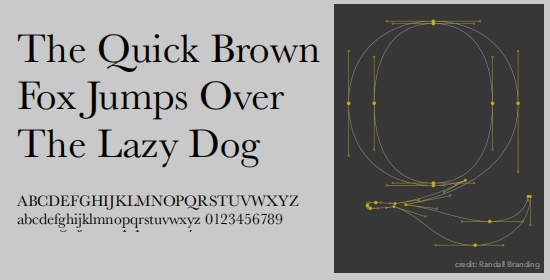 The Quick Brown
Fox Jumps Over
The Lazy Dog
ABCDEFGHIJKLMNOPQRSTUVWXYZ
abcdefghijklmnopqrstuvwxyz 0123456789
Q
credit: Randall Branding